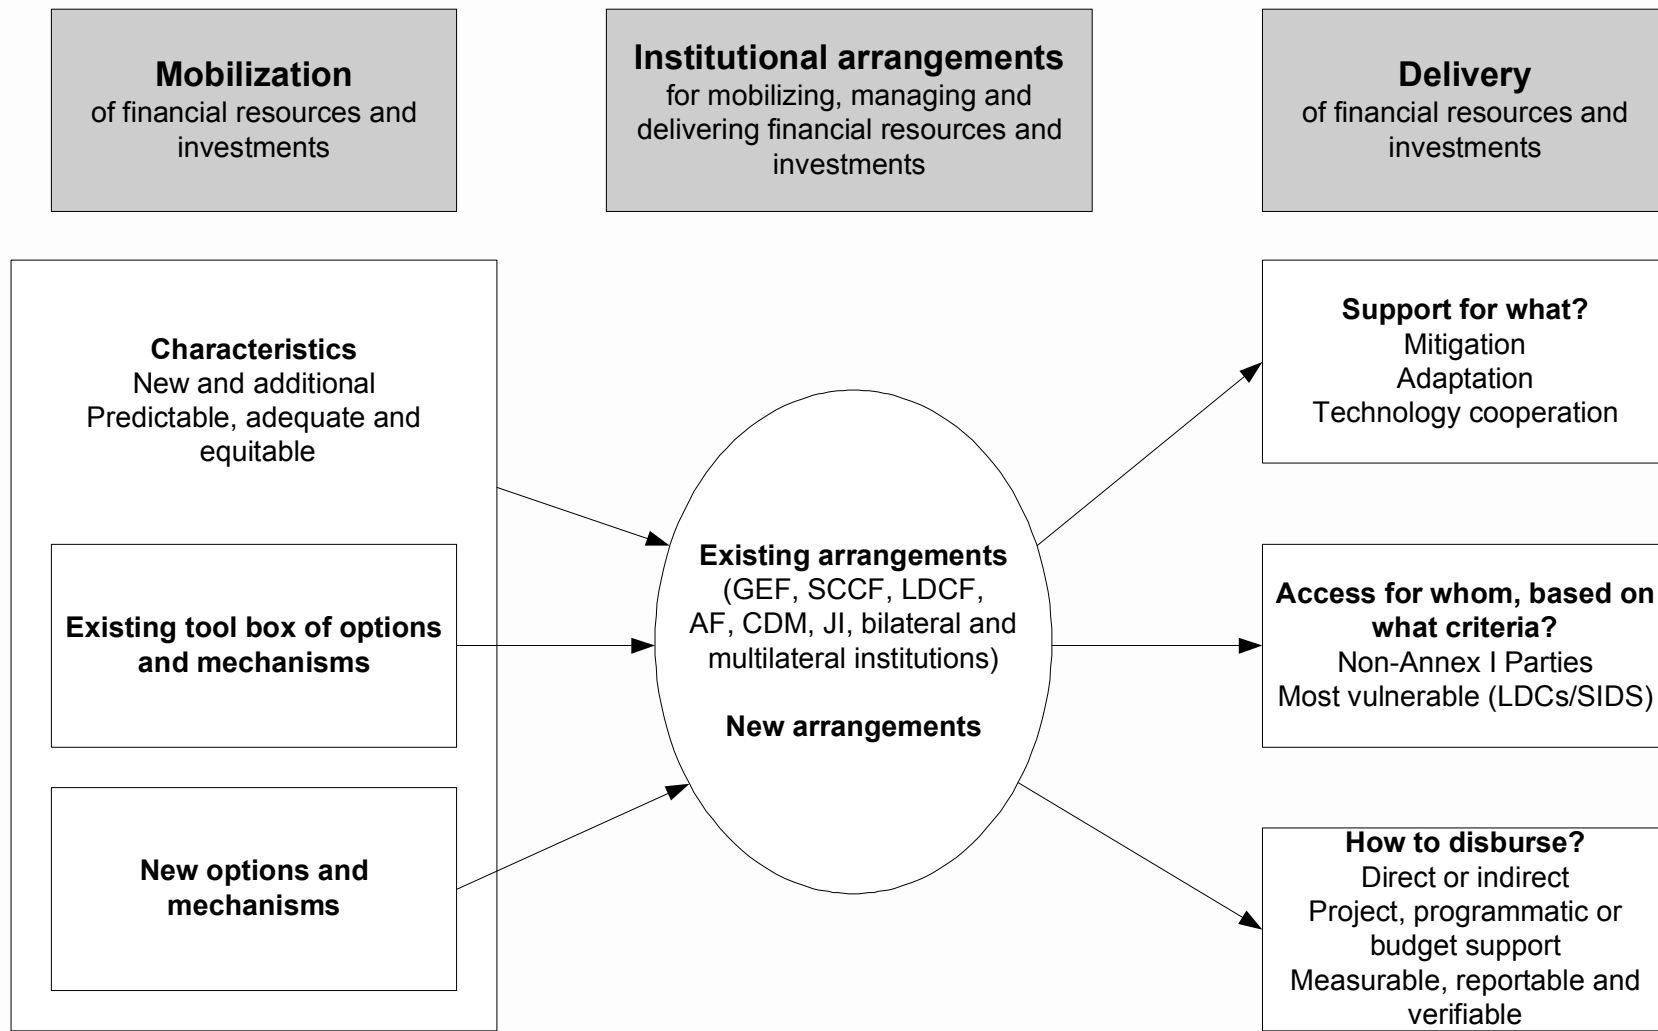 Mobilization
of financial resources and
investments
Institutional arrangements
for mobilizing, managing and
delivering financial resources and
investments
Delivery
of financial resources and
investments
Characteristics
New and additional
Predictable, adequate and
equitable
Existing tool box of options
and mechanisms
New options and
mechanisms
Existing arrangements
(GEF, SCCF, LDCF,
AF, CDM, JI, bilateral and
multilateral institutions)
New arrangements
Support for what?
Mitigation
Adaptation
Technology cooperation
Access for whom, based on
what criteria?
Non-Annex I Parties
Most vulnerable (LDCs/SIDS)
How to disburse?
Direct or indirect
Project, programmatic or
budget support
Measurable, reportable and
verifiable